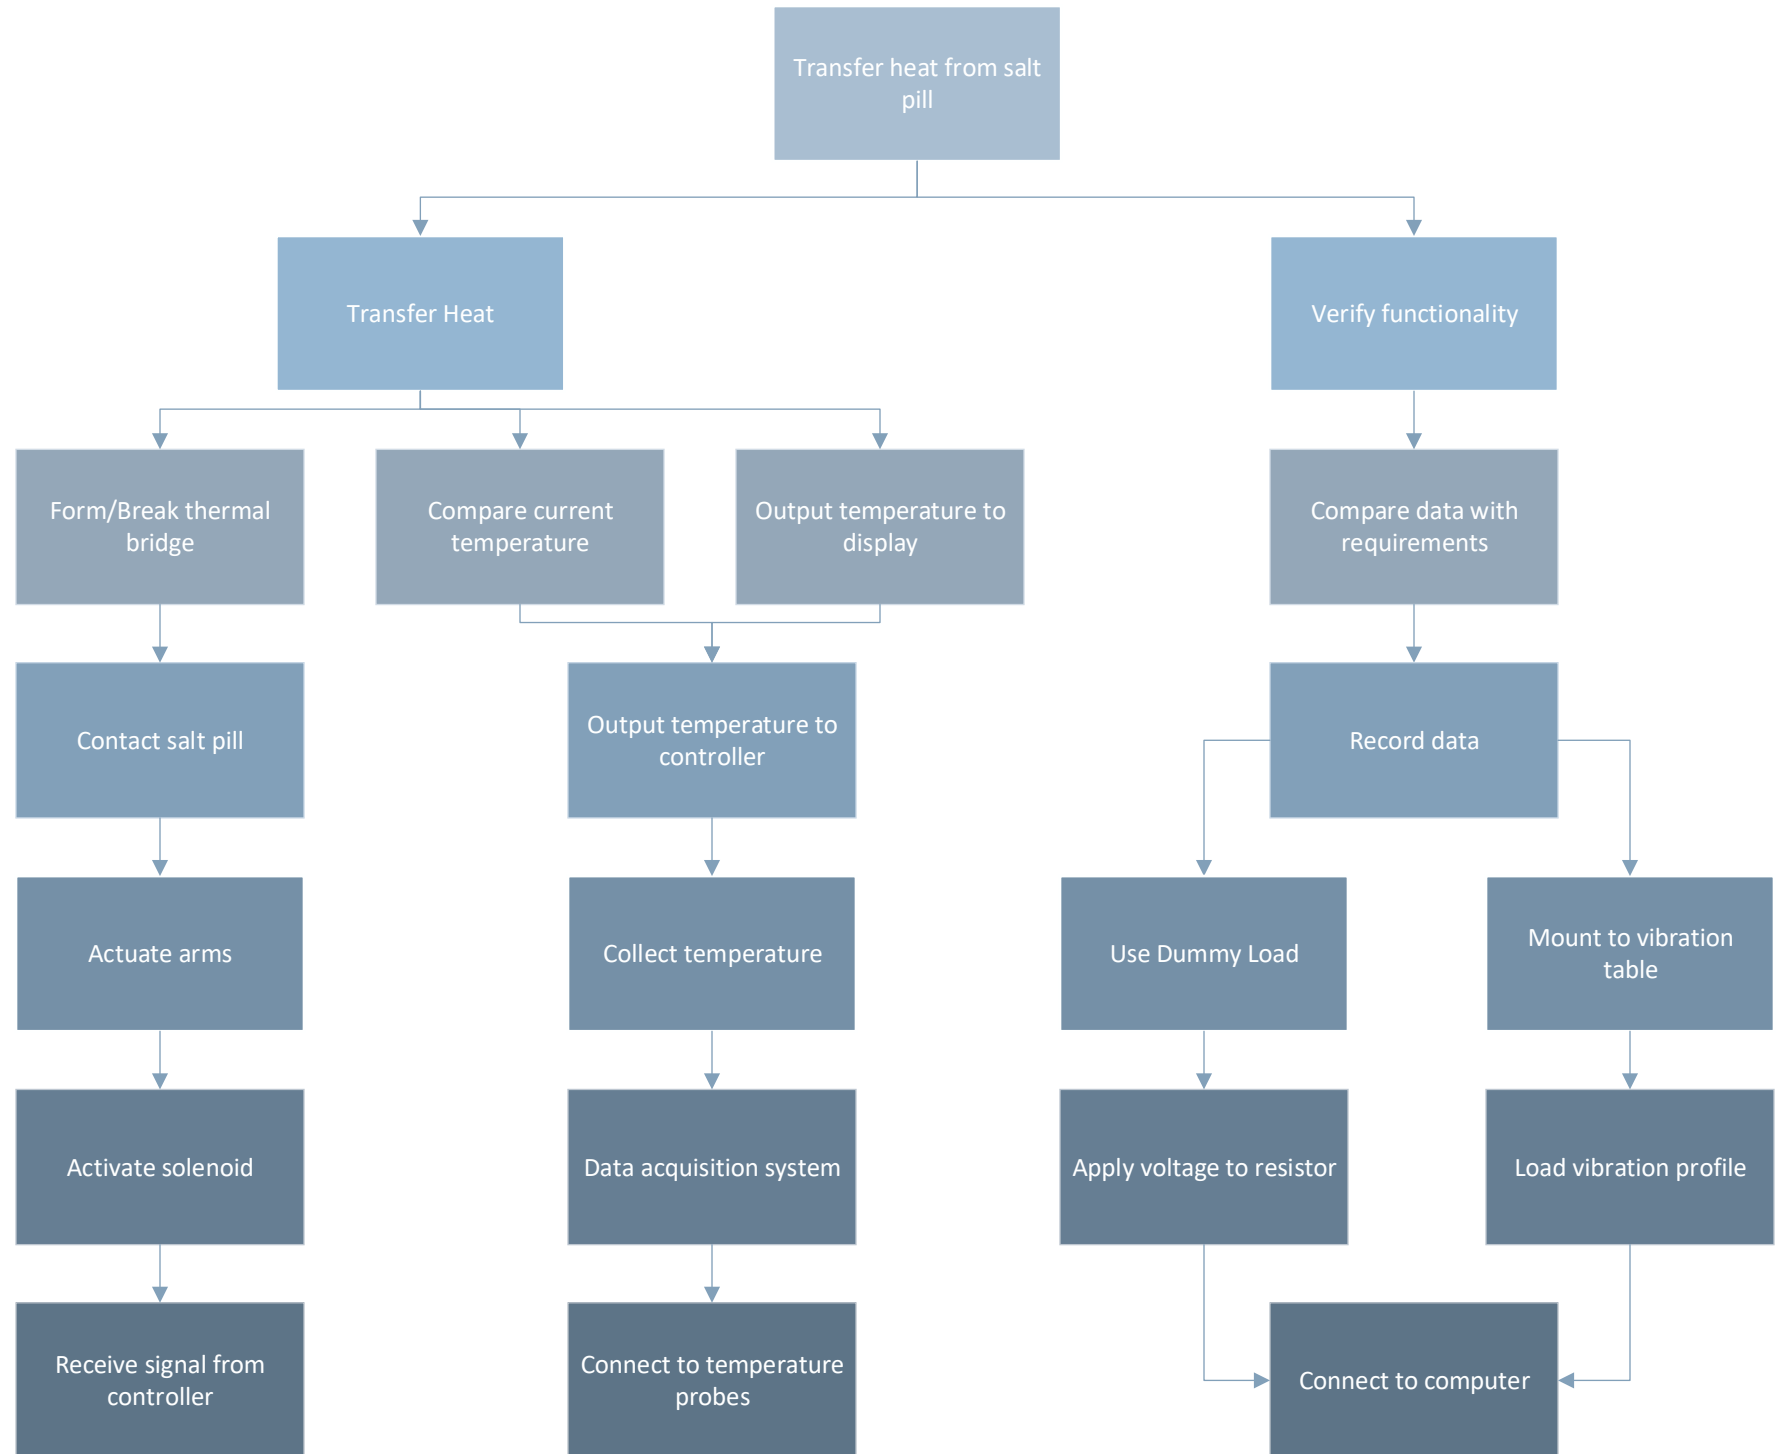 Transfer heat from salt
pill
Transfer Heat
Verify functionality
Form/Break thermal
bridge
Compare current
temperature
Output temperature to
display
Compare data with
requirements
Contact salt pill
Output temperature to
controller
Record data
Actuate arms
Collect temperature
Use Dummy Load
Mount to vibration
table
Activate solenoid
Data acquisition system
Apply voltage to resistor
Load vibration profile
Receive signal from
controller
Connect to temperature
probes
Connect to computer